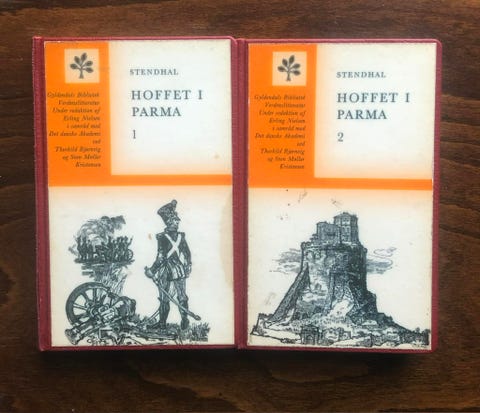 STENDHAL
HOFFET I
PARMA
1
Gyldendals Bibliotek
Verdenslitteratur
Under redaktion af
Erling Nielsen
i samråd med
Det danske Akademi
ved
Thorkild Bjørnvig
og Sven Møller
Kristensen
STENDHAL
HOFFET I
PARMA
2
Gyldendals Bibliotek
Verdenslitteratur
Under redaktion af
Erling Nielsen
i samråd med
Det danske Akademi
ved
Thorkild Bjørnvig
og Sven Møller
Kristensen